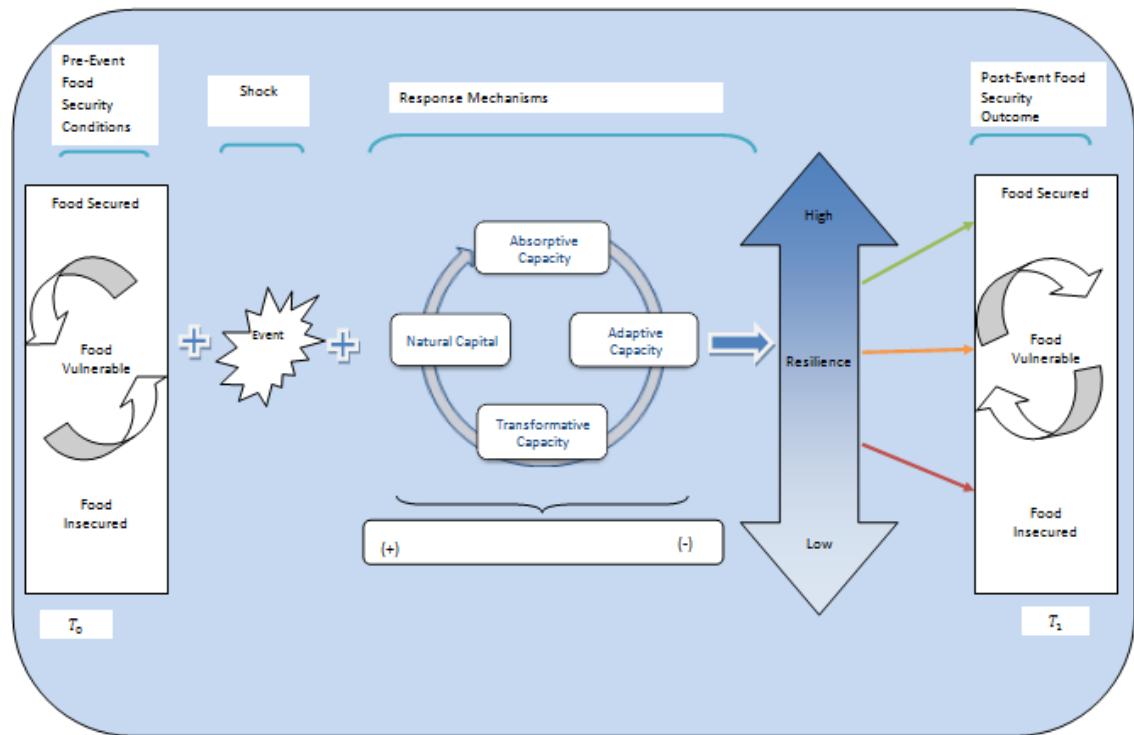 Pre-Event
Food
Security
Conditions
Shock
Response Mechanisms
Post-Event Food
Security
Outcome
Food Secured
Food
Vulnerable
Food
Insecured
T₀
Event
Absorptive
Capacity
Natural Capital
Adaptive
Capacity
Transformative
Capacity
(+)
(-)
High
Resilience
Low
Food Secured
Food
Vulnerable
Food
Insecured
T₁